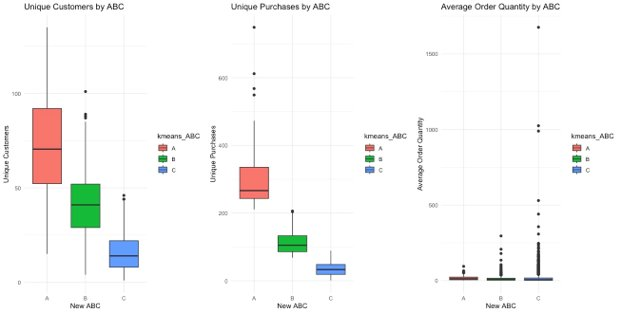 Unique Customers by ABC
Unique Customers
100
50
0
A B C
New ABC
kmeans_ABC
A
B
C
Unique Purchases by ABC
Unique Purchases
600
400
200
0
A B C
New ABC
kmeans_ABC
A
B
C
Average Order Quantity by ABC
Average Order Quantity
1500
1000
500
0
A B C
New ABC
kmeans_ABC
A
B
C